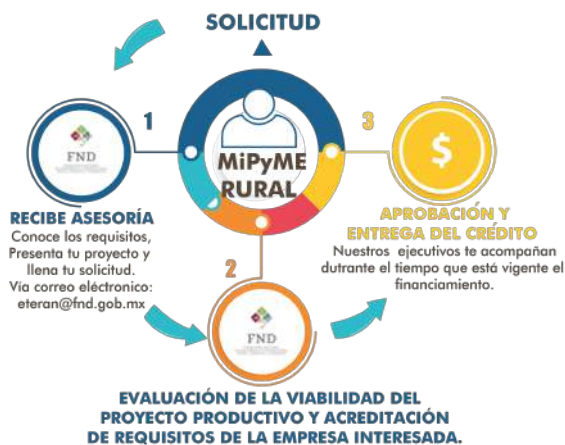 SOLICITUD
1
FND
RECIBE ASESORÍA
Conoce los requisitos,
Presenta tu proyecto y
llena tu solicitud.
Vía correo eléctronico:
eteran@fnd.gob.mx
MiPyME
RURAL
3
$
APROBACIÓN Y
ENTREGA DEL CRÉDITO
Nuestros ejecutivos te acompañan
dutrante el tiempo que está vigente el
financiamiento.
2
FND
EVALUACIÓN DE LA VIABILIDAD DEL
PROYECTO PRODUCTIVO Y ACREDITACIÓN
DE REQUISITOS DE LA EMPRESA INTERESADA.